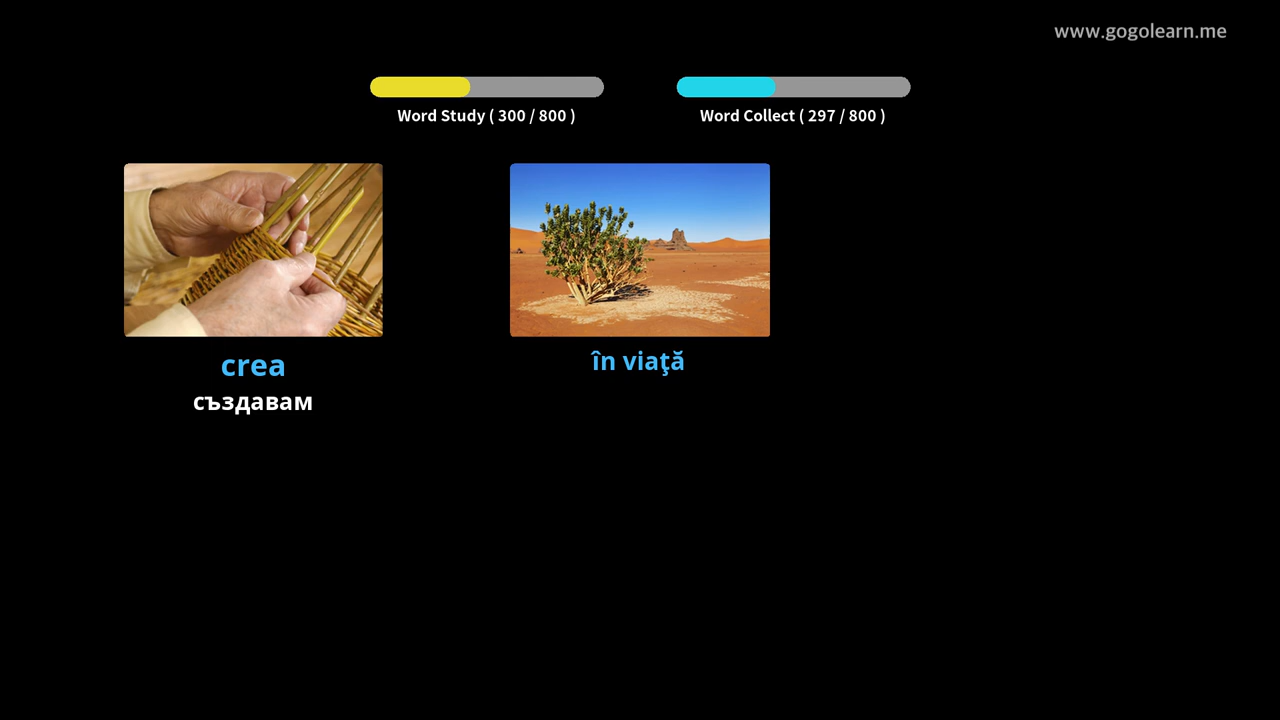 www.gogolearn.me
Word Study ( 300 / 800 )
Word Collect ( 297 / 800 )
crea
създавам
în viaţă